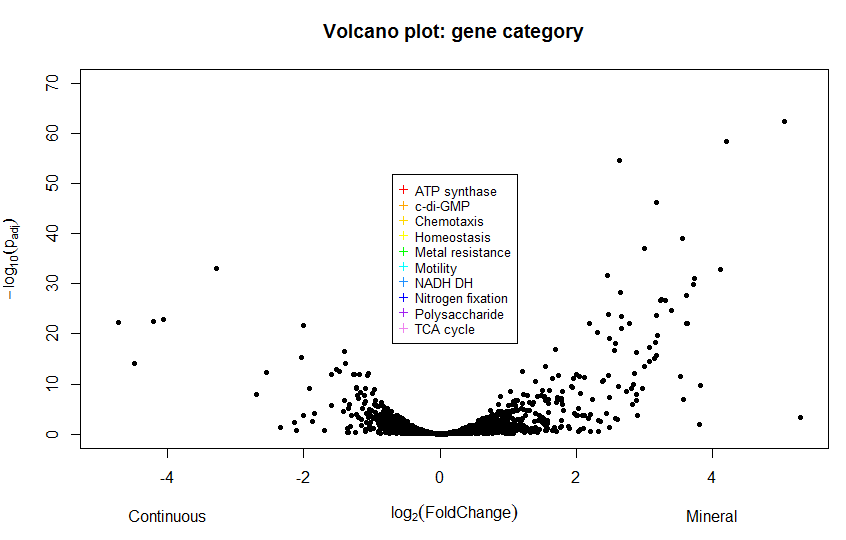 Volcano plot: gene category
70
60
50
40
30
20
10
0
−log10(padj)
ATP synthase
c-di-GMP
Chemotaxis
Homeostasis
Metal resistance
Motility
NADH DH
Nitrogen fixation
Polysaccharide
TCA cycle
-4 -2 0 2 4
Continuous log2(FoldChange) Mineral